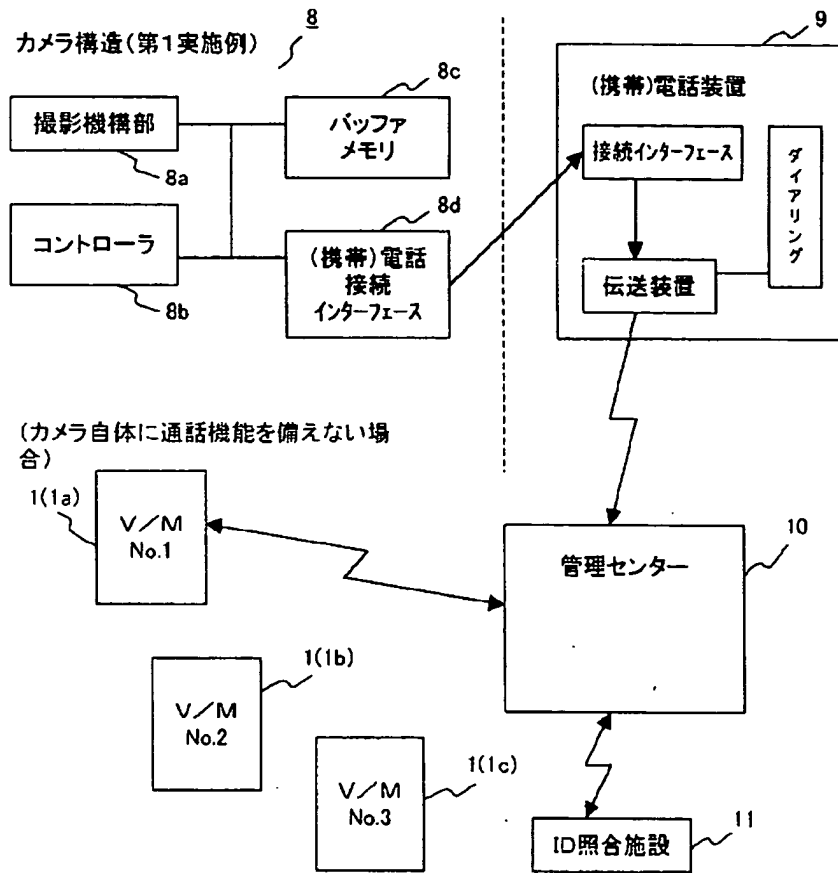 カメラ構造(第1実施例)
8
撮影機構部
8a
コントローラ
8b
8c
バッファ
メモリ
8d
(携帯)電話
接続
インターフェース
9
(携帯)電話装置
接続インターフェース
ダイアリング
伝送装置
(カメラ自体に通話機能を備えない場
合)
1(1a)
V/M
No.1
1(1b)
V/M
No.2
1(1c)
V/M
No.3
10
管理センター
11
ID照合施設